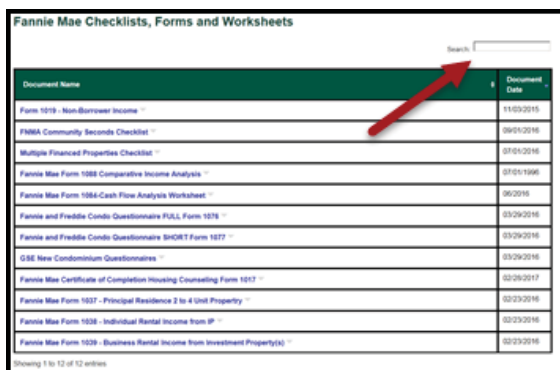 Fannie Mae Checklists, Forms and Worksheets
Search:
Document Name
Document Date
Form 1019 - Non-Borrower Income
11/03/2015
FNMA Community Seconds Checklist
09/01/2016
Multiple Financed Properties Checklist
07/01/2016
Fannie Mae Form 1088 Comparative Income Analysis
07/01/1996
Fannie Mae Form 1084-Cash Flow Analysis Worksheet
06/2016
Fannie and Freddie Condo Questionnaire FULL Form 1076
03/29/2016
Fannie and Freddie Condo Questionnaire SHORT Form 1077
03/29/2016
GSE New Condominium Questionnaires
03/29/2016
Fannie Mae Certificate of Completion Housing Counseling Form 1017
02/28/2017
Fannie Mae Form 1037 - Principal Residence 2 to 4 Unit Propertry
02/23/2016
Fannie Mae Form 1038 - Individual Rental Income from IP
02/23/2016
Fannie Mae Form 1039 - Business Rental Income from Investment Property(s)
02/23/2016
Showing 1 to 12 of 12 entries